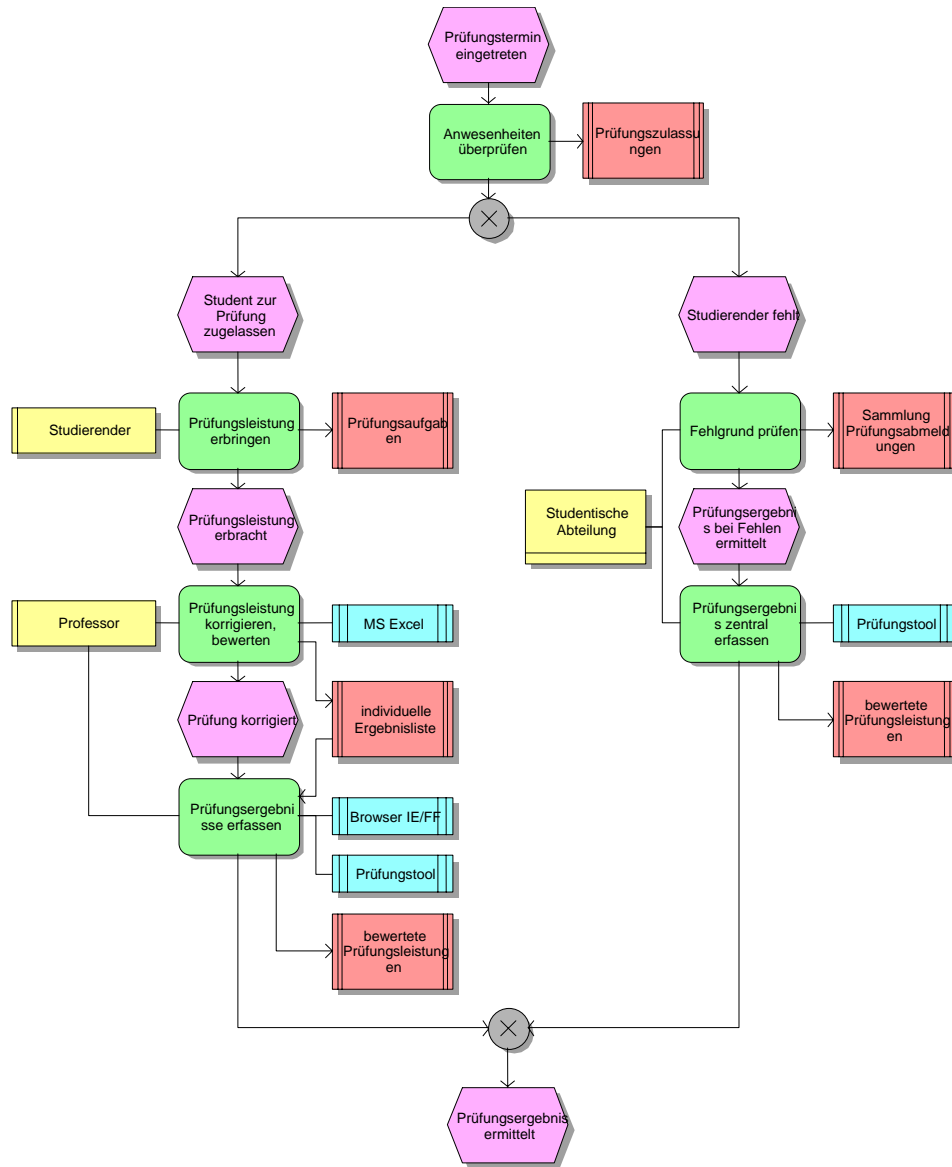 Prüfungstermin
eingetreten
Anwesenheiten
überprüfen
Prüfungszulassu
ngen
Student zur
Prüfung
zugelassen
Studierender fehlt
Studierender
Prüfungsleistung
erbringen
Prüfungsaufgab
en
Fehlgrund prüfen
Sammlung
Prüfungsabmeld
ungen
Prüfungsleistung
erbracht
Studentische
Abteilung
Prüfungsergebni
s bei Fehlen
ermittelt
Professor
Prüfungsleistung
korrigieren,
bewerten
MS Excel
Prüfungsergebni
s zentral
erfassen
Prüfungstool
Prüfung korrigiert
individuelle
Ergebnisliste
bewertete
Prüfungsleistung
en
Prüfungsergebni
sse erfassen
Browser IE/FF
Prüfungstool
bewertete
Prüfungsleistung
en
Prüfungsergebnis
ermittelt